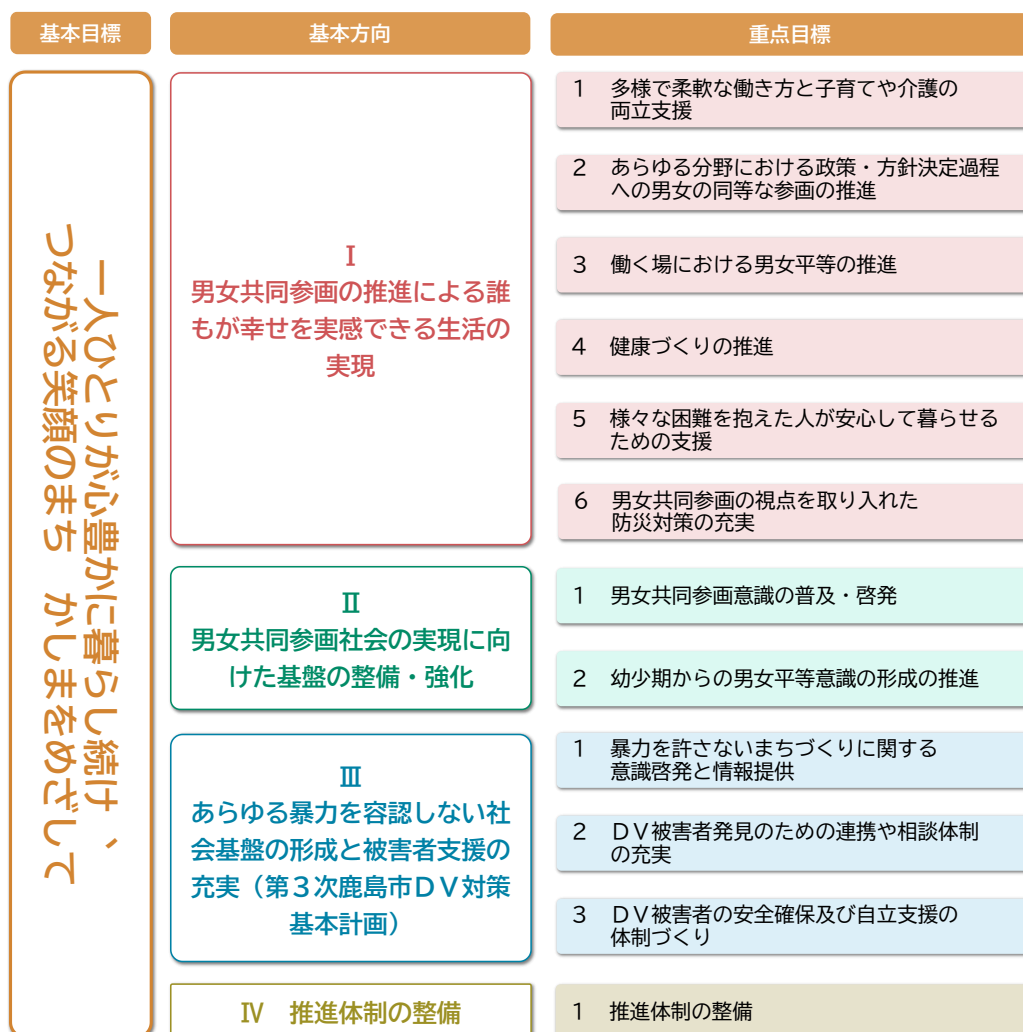 基本目標
基本方向
重点目標
一人ひとりが心豊かに暮らし続け、
つながる笑顔のまち　かしまをめざして
Ⅰ
男女共同参画の推進による誰
もが幸せを実感できる生活の
実現
1 多様で柔軟な働き方と子育てや介護の
両立支援
2 あらゆる分野における政策・方針決定過程
への男女の同等な参画の推進
3 働く場における男女平等の推進
4 健康づくりの推進
5 様々な困難を抱えた人が安心して暮らせる
ための支援
6 男女共同参画の視点を取り入れた
防災対策の充実
Ⅱ
男女共同参画社会の実現に向
けた基盤の整備・強化
1 男女共同参画意識の普及・啓発
2 幼少期からの男女平等意識の形成の推進
Ⅲ
あらゆる暴力を容認しない社
会基盤の形成と被害者支援の
充実（第３次鹿島市ＤＶ対策
基本計画）
1 暴力を許さないまちづくりに関する
意識啓発と情報提供
2 ＤＶ被害者発見のための連携や相談体制
の充実
3 ＤＶ被害者の安全確保及び自立支援の
体制づくり
Ⅳ 推進体制の整備
1 推進体制の整備